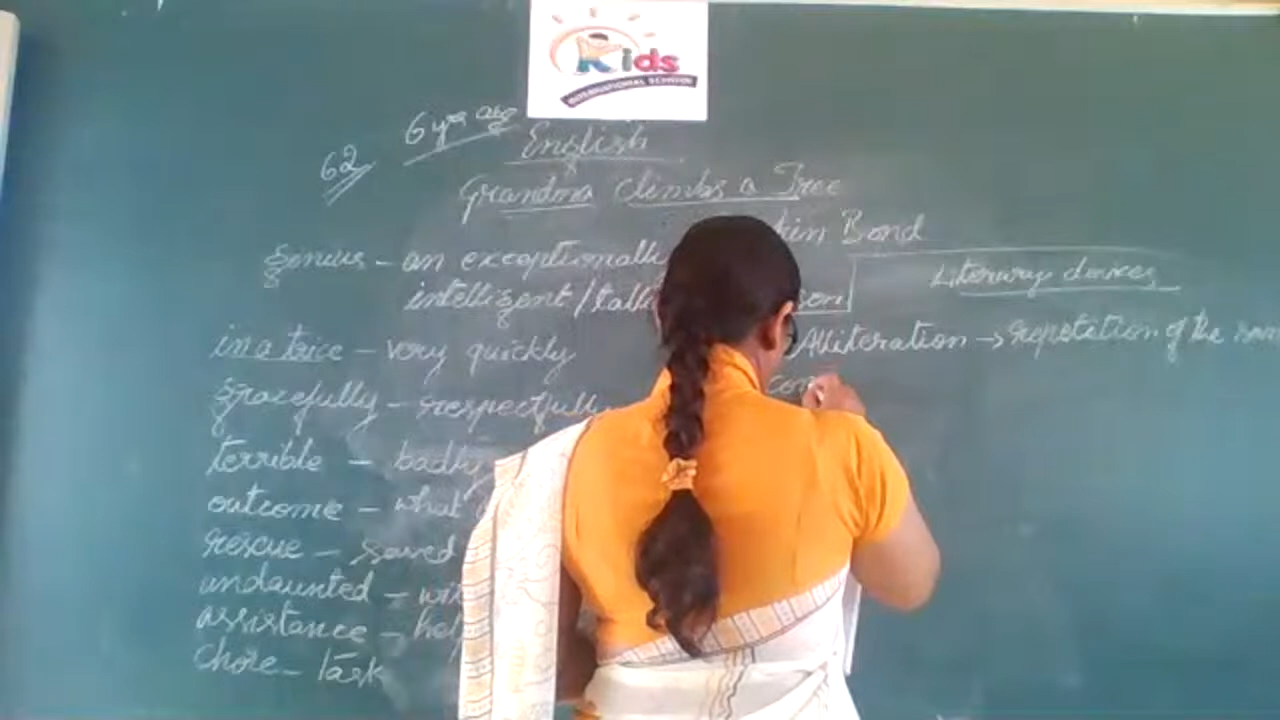 Kids
INTERNATIONAL SCHOOL
62
6 yrs ago
English
Grandma Climbs a Tree
Bond
genius - an exceptionally
intelligent /
in a trice - very quickly
gracefully - respectfully
terrible - badly
outcome - what
rescue - saved
undaunted -
assistance -
chore - task
Literary devices
Alliteration → repetition of the